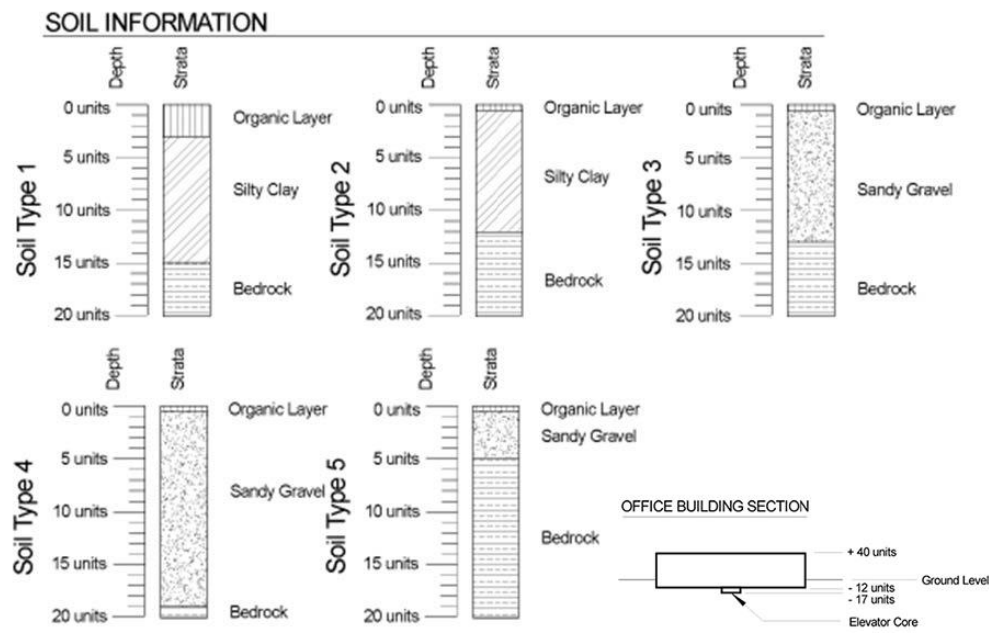 SOIL INFORMATION
Depth
Strata
Soil Type 1
0 units
5 units
10 units
15 units
20 units
Organic Layer
Silty Clay
Bedrock
Depth
Strata
Soil Type 2
0 units
5 units
10 units
15 units
20 units
Organic Layer
Silty Clay
Bedrock
Depth
Strata
Soil Type 3
0 units
5 units
10 units
15 units
20 units
Organic Layer
Sandy Gravel
Bedrock
Depth
Strata
Soil Type 4
0 units
5 units
10 units
15 units
20 units
Organic Layer
Sandy Gravel
Bedrock
Depth
Strata
Soil Type 5
0 units
5 units
10 units
15 units
20 units
Organic Layer
Sandy Gravel
Bedrock
OFFICE BUILDING SECTION
+ 40 units
Ground Level
- 12 units
- 17 units
Elevator Core